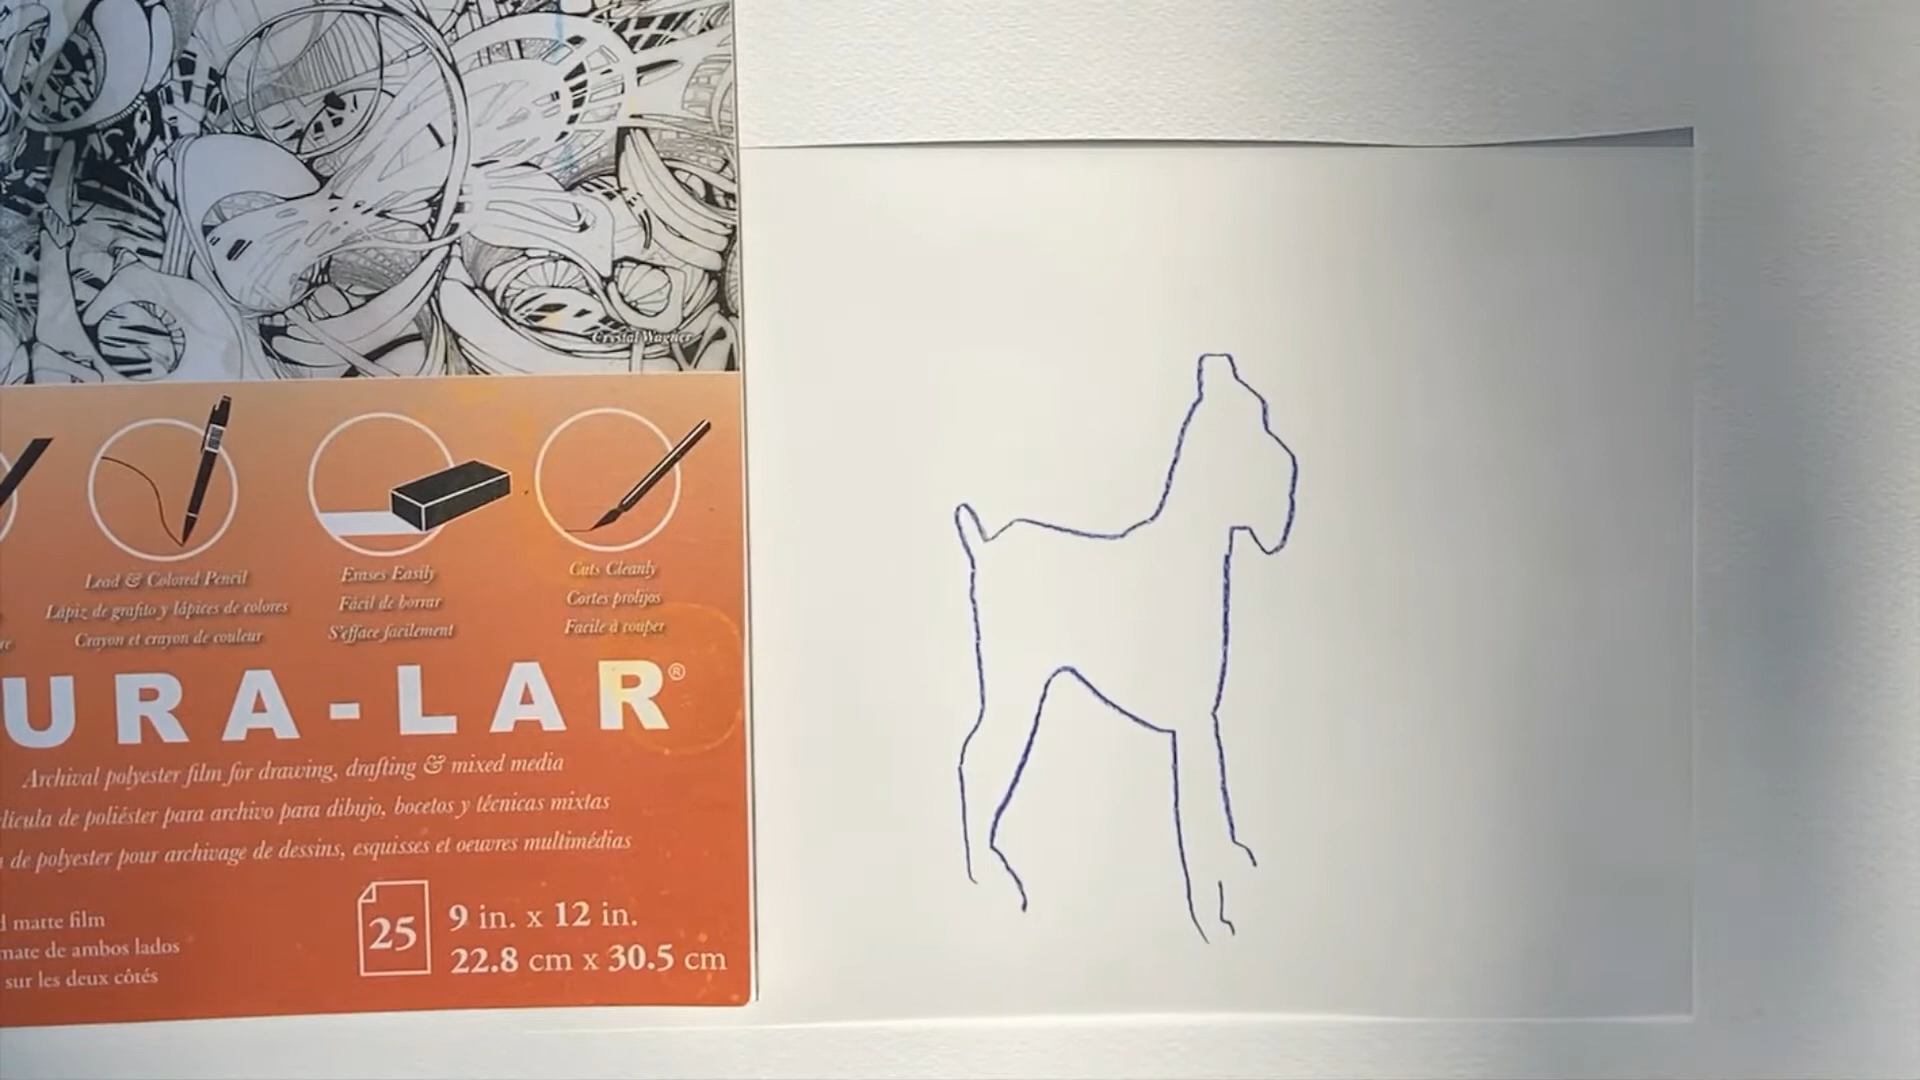 Crystal Wagner
Lead & Colored Pencil
Lápiz de grafito y lápices de colores
Crayon et crayon de couleur
Erases Easily
Fácil de borrar
S'efface facilement
Cuts Cleanly
Cortes prolijos
Facile à couper
URA-LAR®
Archival polyester film for drawing, drafting & mixed media
lícula de poliéster para archivo para dibujo, bocetos y técnicas mixtas
de polyester pour archivage de dessins, esquisses et oeuvres multimédias
matte film
mate de ambos lados
sur les deux côtés
25
9 in. x 12 in.
22.8 cm x 30.5 cm